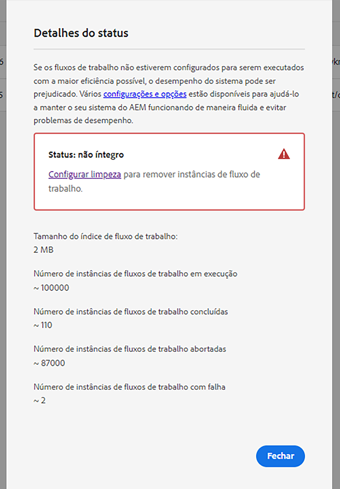 Detalhes do status
Se os fluxos de trabalho não estiverem configurados para serem executados
com a maior eficiência possível, o desempenho do sistema pode ser
prejudicado. Vários configurações e opções estão disponíveis para ajudá-lo
a manter o seu sistema do AEM funcionando de maneira fluida e evitar
problemas de desempenho.
Status: não íntegro
Configurar limpeza para remover instâncias de fluxo de
trabalho.
Tamanho do índice de fluxo de trabalho:
2 MB
Número de instâncias de fluxos de trabalho em execução
~ 100000
Número de instâncias de fluxos de trabalho concluídas
~ 110
Número de instâncias de fluxos de trabalho abortadas
~ 87000
Número de instâncias de fluxos de trabalho com falha
~ 2
Fechar